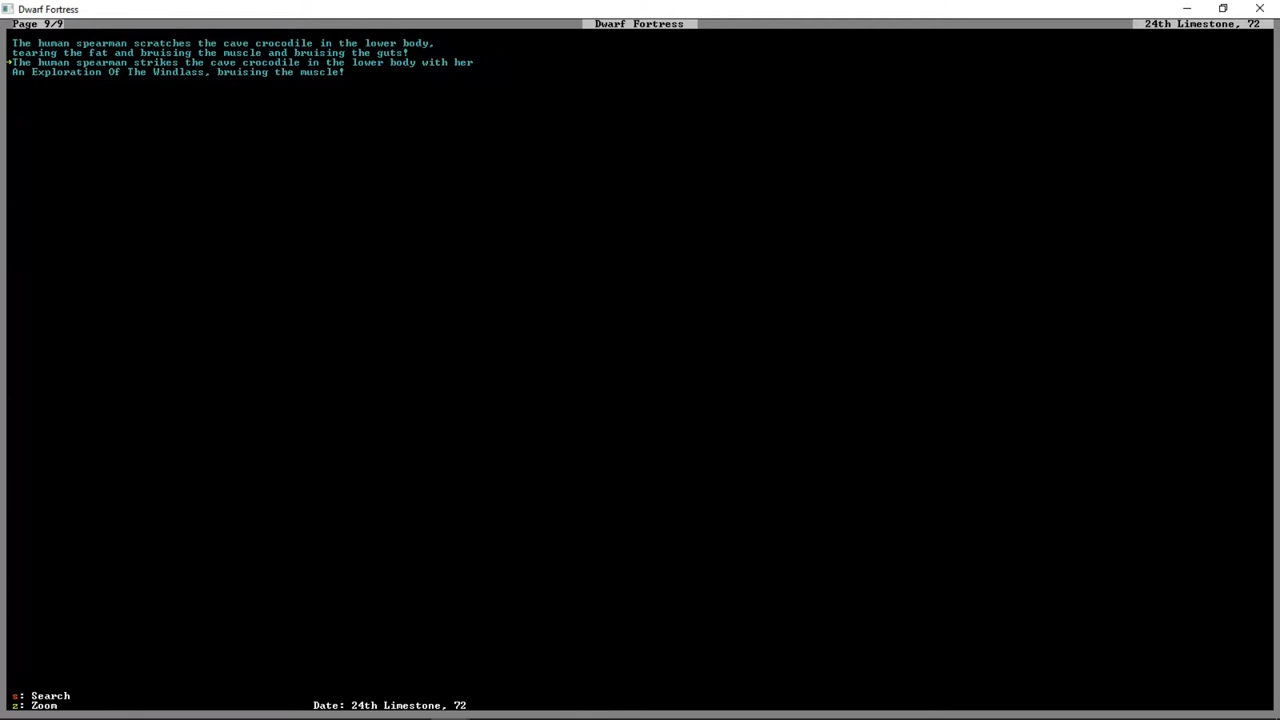 Dwarf Fortress
Page 9/9 Dwarf Fortress 24th Limestone, 72
The human spearman scratches the cave crocodile in the lower body,
tearing the fat and bruising the muscle and bruising the guts!
The human spearman strikes the cave crocodile in the lower body with her
An Exploration Of The Windlass, bruising the muscle!
s: Search
z: Zoom Date: 24th Limestone, 72